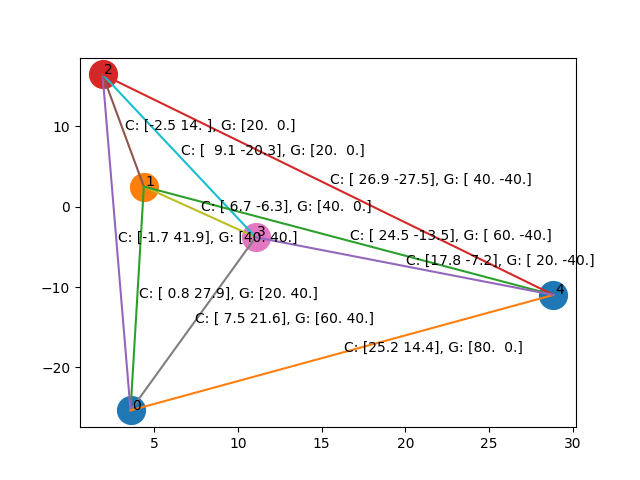 2
10
C: [-2.5 14. ], G: [20.  0.]
C: [  9.1 -20.3], G: [20.  0.]
1
C: [ 26.9 -27.5], G: [ 40. -40.]
0
C: [ 6.7 -6.3], G: [40.  0.]
3
C: [-1.7 41.9], G: [40. 40.]
C: [ 24.5 -13.5], G: [ 60. -40.]
C: [17.8 -7.2], G: [ 20. -40.]
−10
C: [ 0.8 27.9], G: [20. 40.]
4
C: [ 7.5 21.6], G: [60. 40.]
C: [25.2 14.4], G: [80.  0.]
−20
0
5 10 15 20 25 30